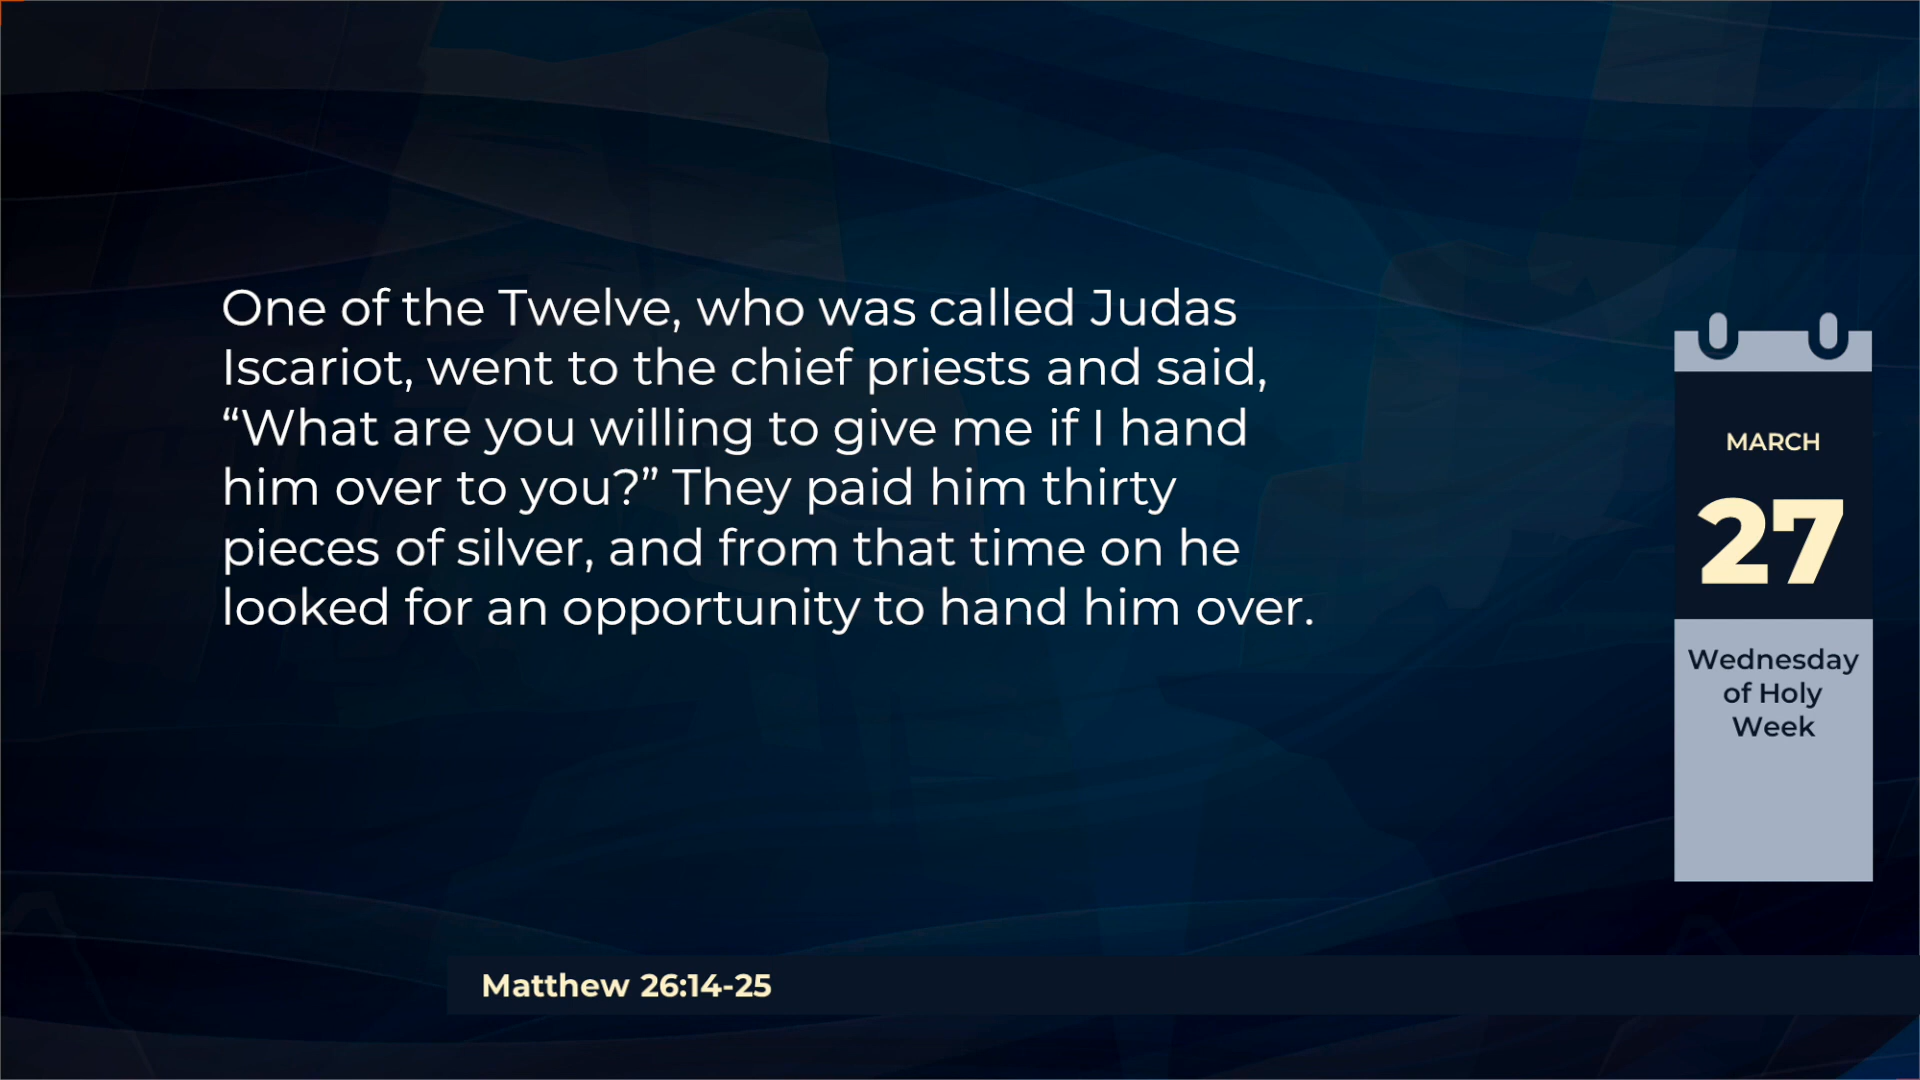 One of the Twelve, who was called Judas
Iscariot, went to the chief priests and said,
“What are you willing to give me if I hand
him over to you?” They paid him thirty
pieces of silver, and from that time on he
looked for an opportunity to hand him over.
MARCH
27
Wednesday
of Holy
Week
Matthew 26:14-25